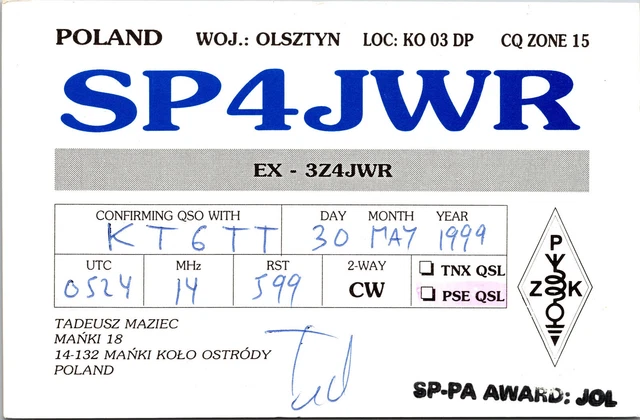 POLAND WOJ.: OLSZTYN LOC: KO 03 DP CQ ZONE 15
SP4JWR
EX - 3Z4JWR
CONFIRMING QSO WITH DAY MONTH YEAR
KT6TT 30 MAY 1999
UTC MHz RST 2-WAY
0524 14 599 CW
TNX QSL
PSE QSL
PZK
TADEUSZ MAZIEC
MAŃKI 18
14-132 MAŃKI KOŁO OSTRÓDY
POLAND
Tad
SP-PA AWARD: JOL